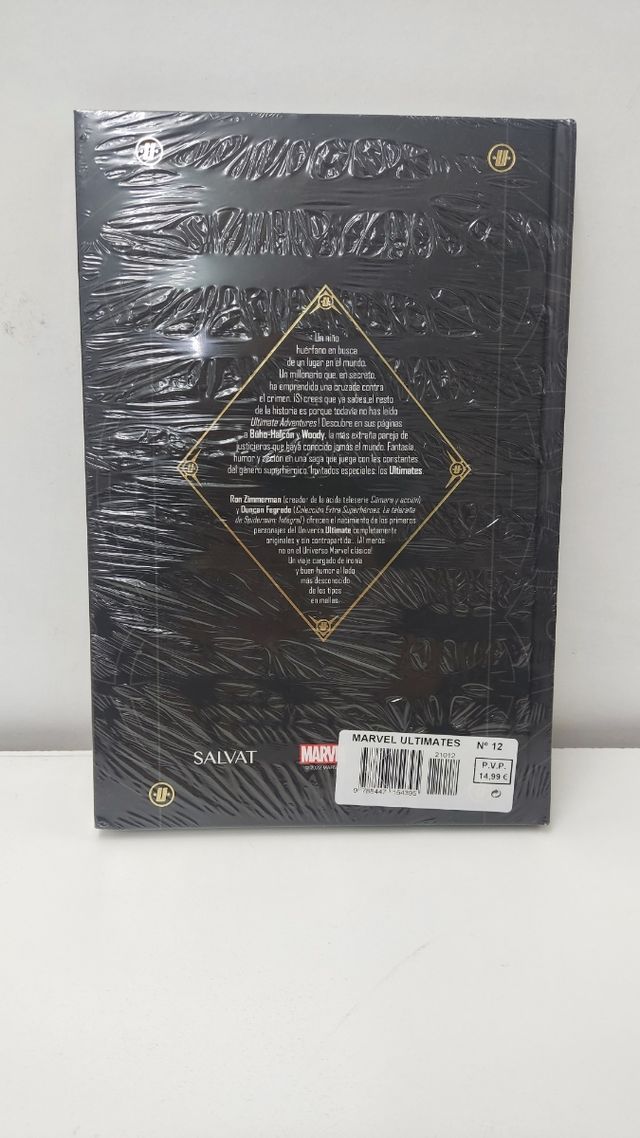 Un niño
huérfano en busca
de un lugar en el mundo.
Un millonario que, en secreto,
ha emprendido una cruzada contra
el crimen. ¡Si crees que ya sabes el resto
de la historia es porque todavía no has leído
Ultimate Adventures! Descubre en sus páginas
a Búho-Halcón y Woody, la más extraña pareja de
justicieros que haya conocido jamás el mundo. Fantasía,
humor y acción en una saga que juega con las constantes
del género superheróico. Invitados especiales: los Ultimates.
Ron Zimmerman (creador de la ácida teleserie Cámara y acción)
y Duncan Fegredo (Colección Extra Superhéroes. La telaraña
de Spiderman: Integral) ofrecen el nacimiento de los primeros
personajes del Universo Ultimate completamente
originales y sin contrapartida... ¡Al menos
no en el Universo Marvel clásico!
Un viaje cargado de ironía
y buen humor al lado
más desconocido
de los tipos
en mallas.
SALVAT
MARVEL
© 2022 MARV
MARVEL ULTIMATES Nº 12
21012
P.V.P.
14,99 €